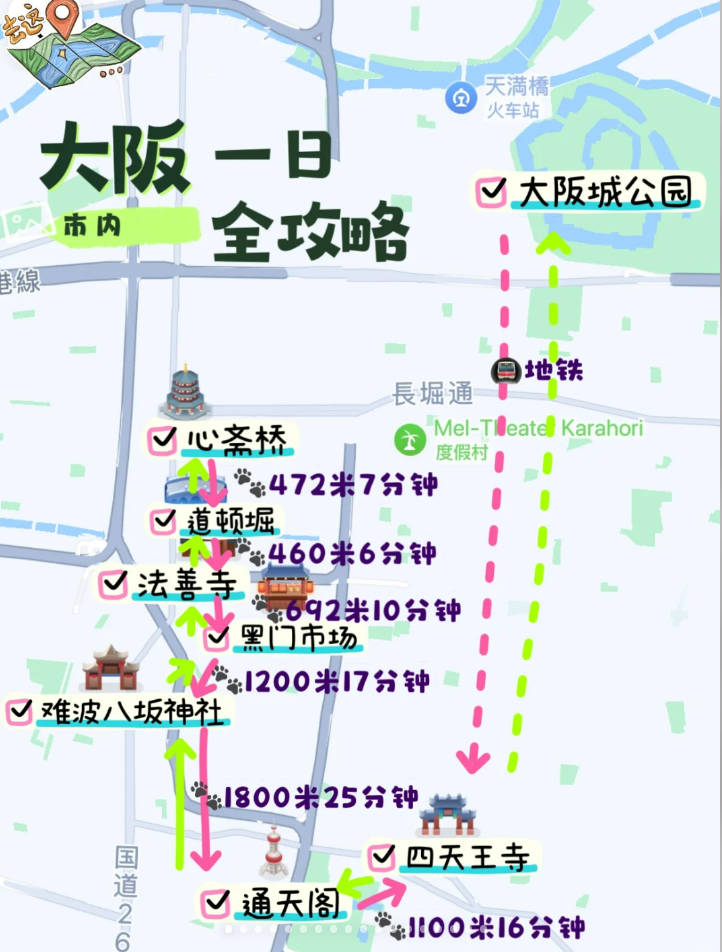 去这
天満橋
火车站
大阪一日
市内
全攻略
大阪城公园
港線
地铁
長堀通
Mel-Theater Karahori
度假村
心斋桥
472米7分钟
道顿堀
460米6分钟
法善寺
692米10分钟
黑门市场
1200米17分钟
难波八坂神社
1800米25分钟
四天王寺
国道26
通天阁
1100米16分钟